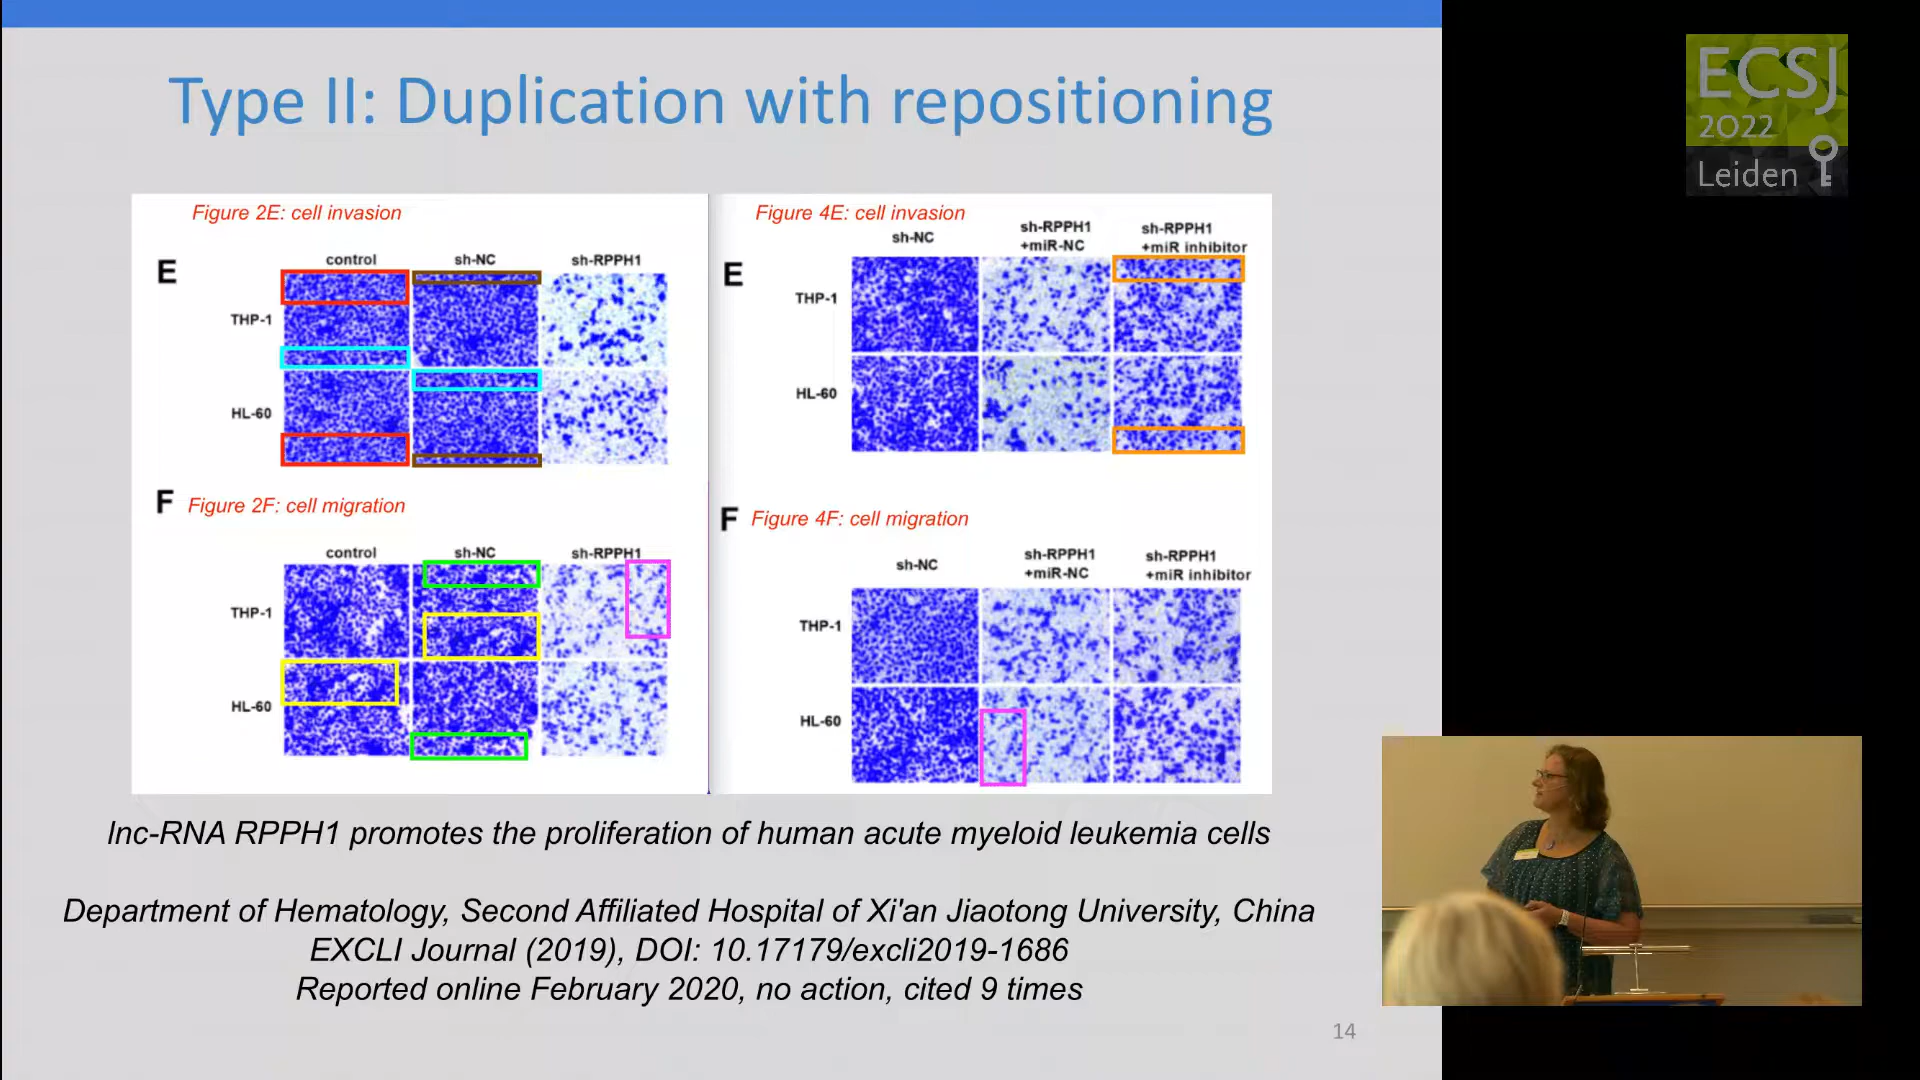 Type II: Duplication with repositioning
Figure 2E: cell invasion
E
control
sh-NC
sh-RPPH1
THP-1
HL-60
F
Figure 2F: cell migration
control
sh-NC
sh-RPPH1
THP-1
HL-60
Figure 4E: cell invasion
E
sh-NC
sh-RPPH1
+miR-NC
sh-RPPH1
+miR inhibitor
THP-1
HL-60
F
Figure 4F: cell migration
sh-NC
sh-RPPH1
+miR-NC
sh-RPPH1
+miR inhibitor
THP-1
HL-60
lnc-RNA RPPH1 promotes the proliferation of human acute myeloid leukemia cells
Department of Hematology, Second Affiliated Hospital of Xi'an Jiaotong University, China
EXCLI Journal (2019), DOI: 10.17179/excli2019-1686
Reported online February 2020, no action, cited 9 times
14
ECSJ
2022
Leiden